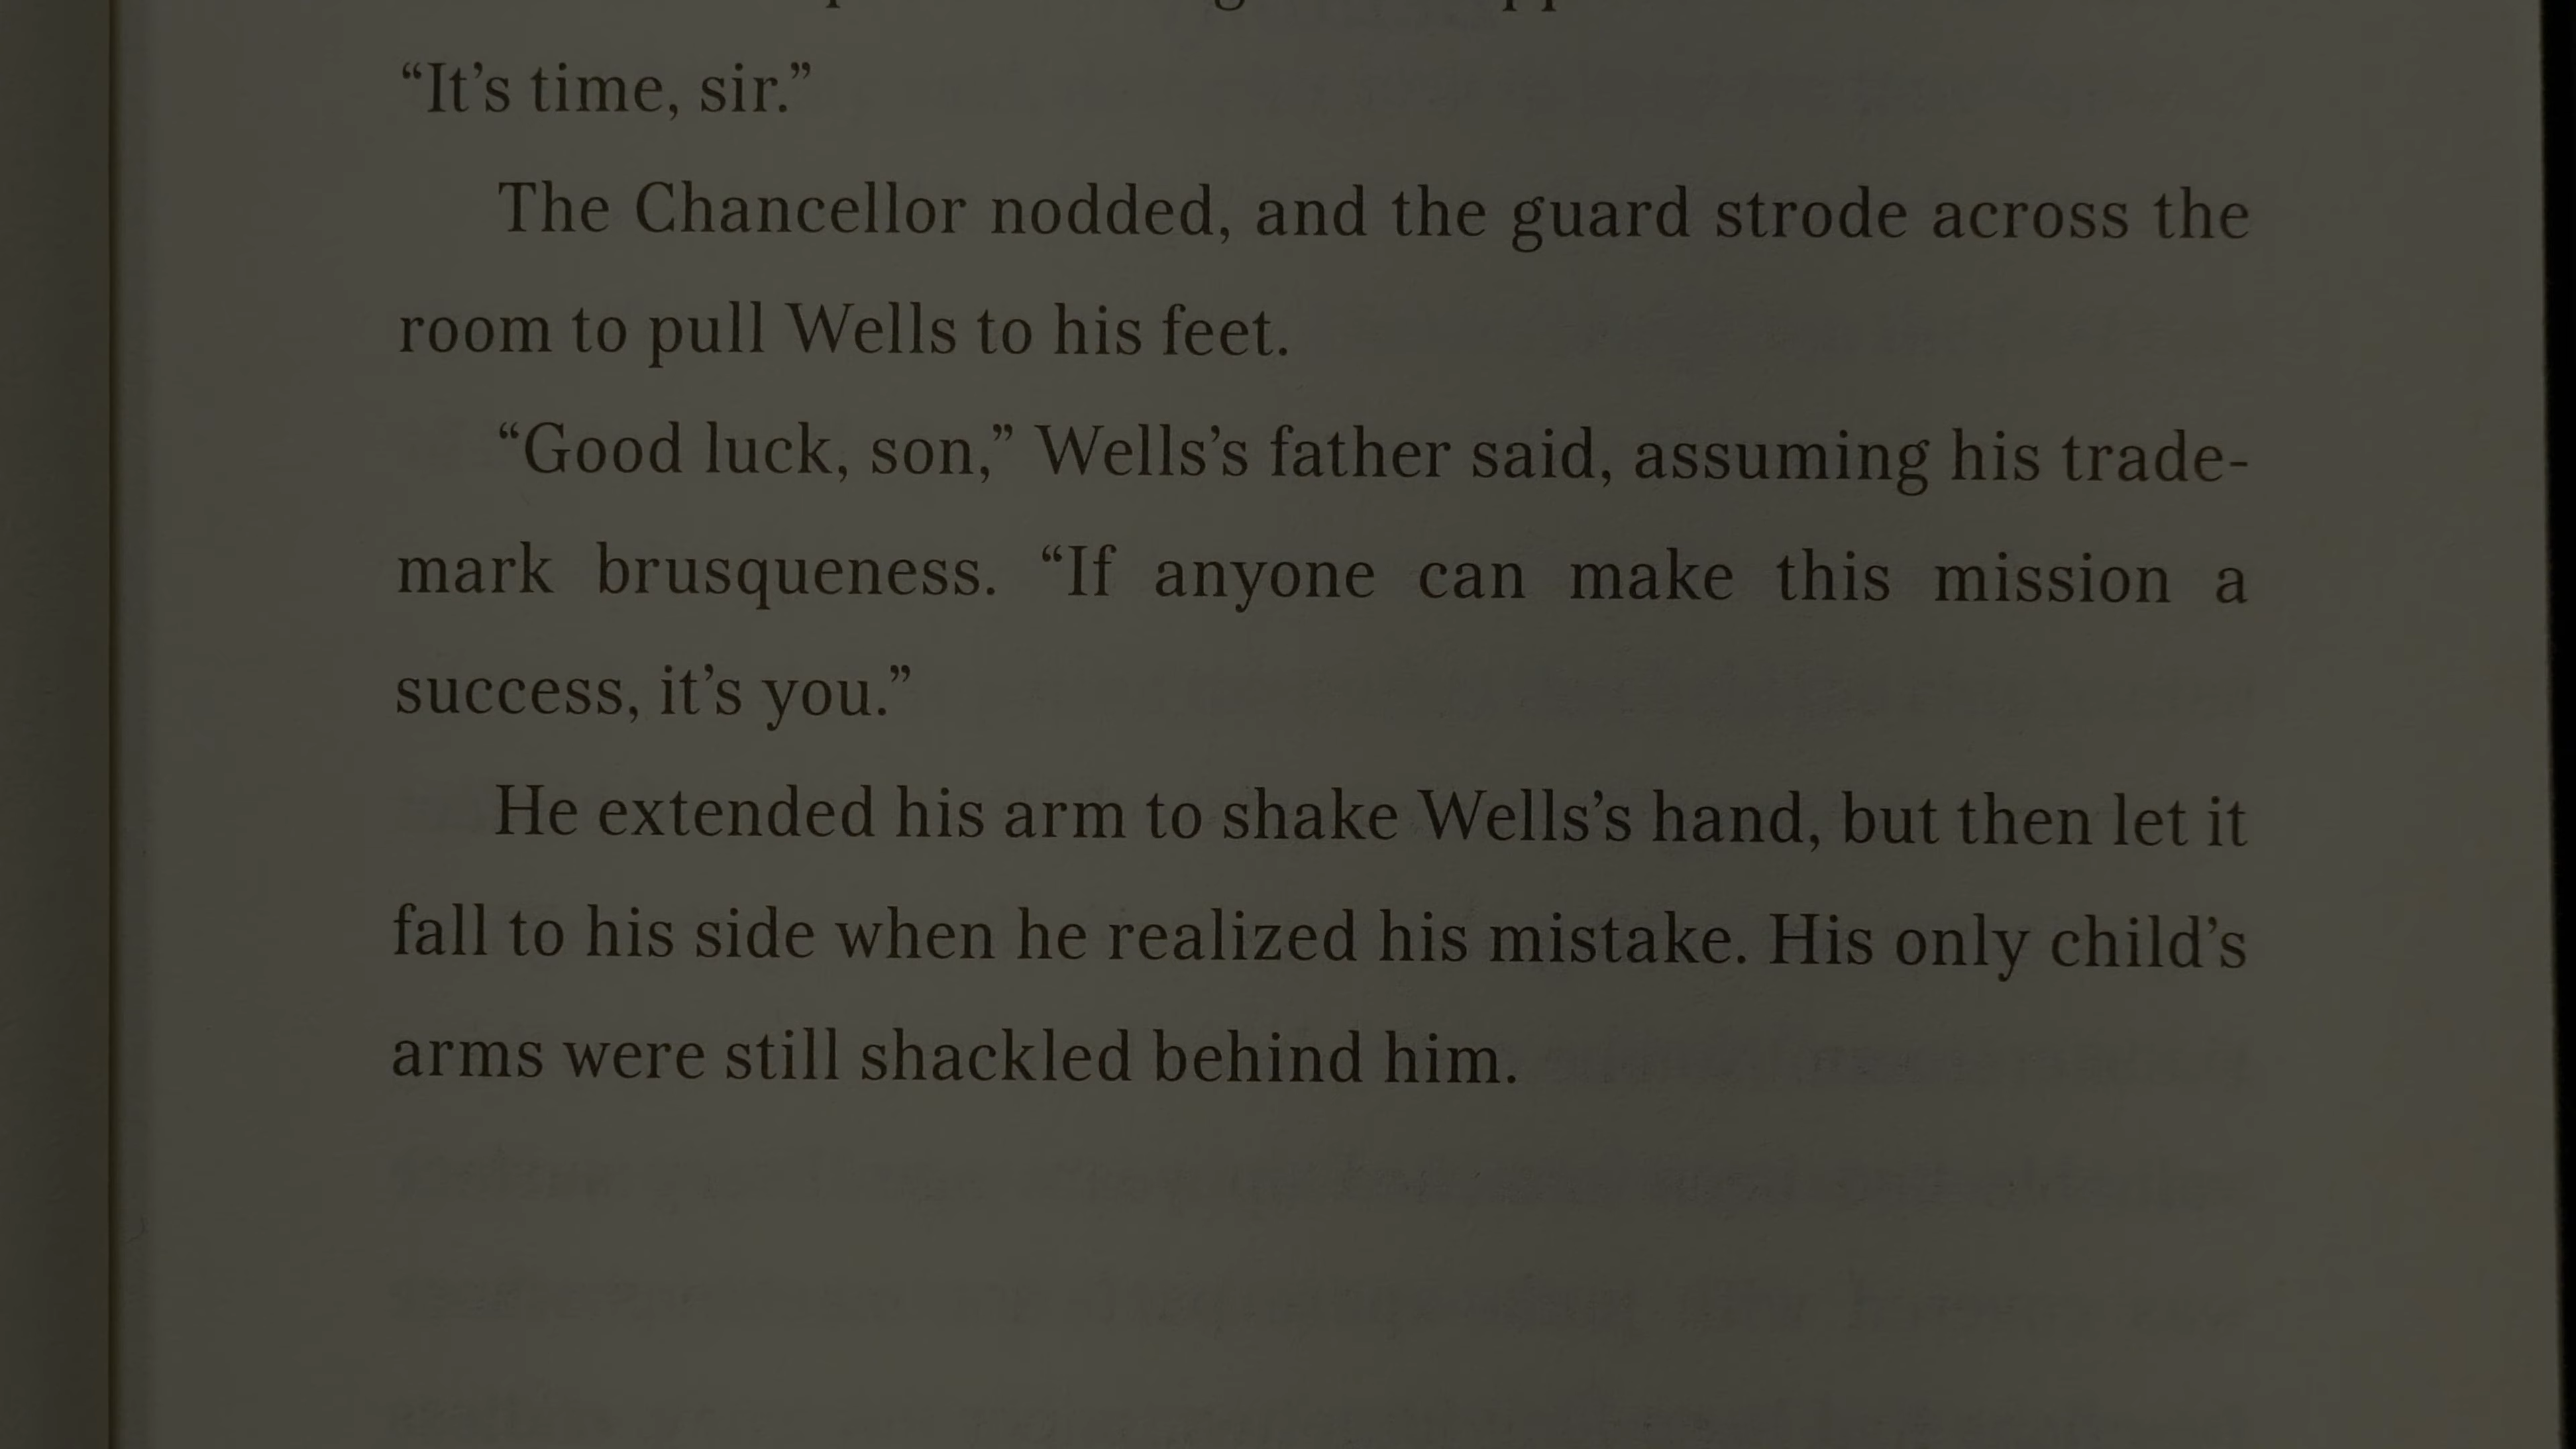 “It’s time, sir.”
The Chancellor nodded, and the guard strode across the
room to pull Wells to his feet.
“Good luck, son,” Wells’s father said, assuming his trade-
mark brusqueness. “If anyone can make this mission a
success, it’s you.”
He extended his arm to shake Wells’s hand, but then let it
fall to his side when he realized his mistake. His only child’s
arms were still shackled behind him.